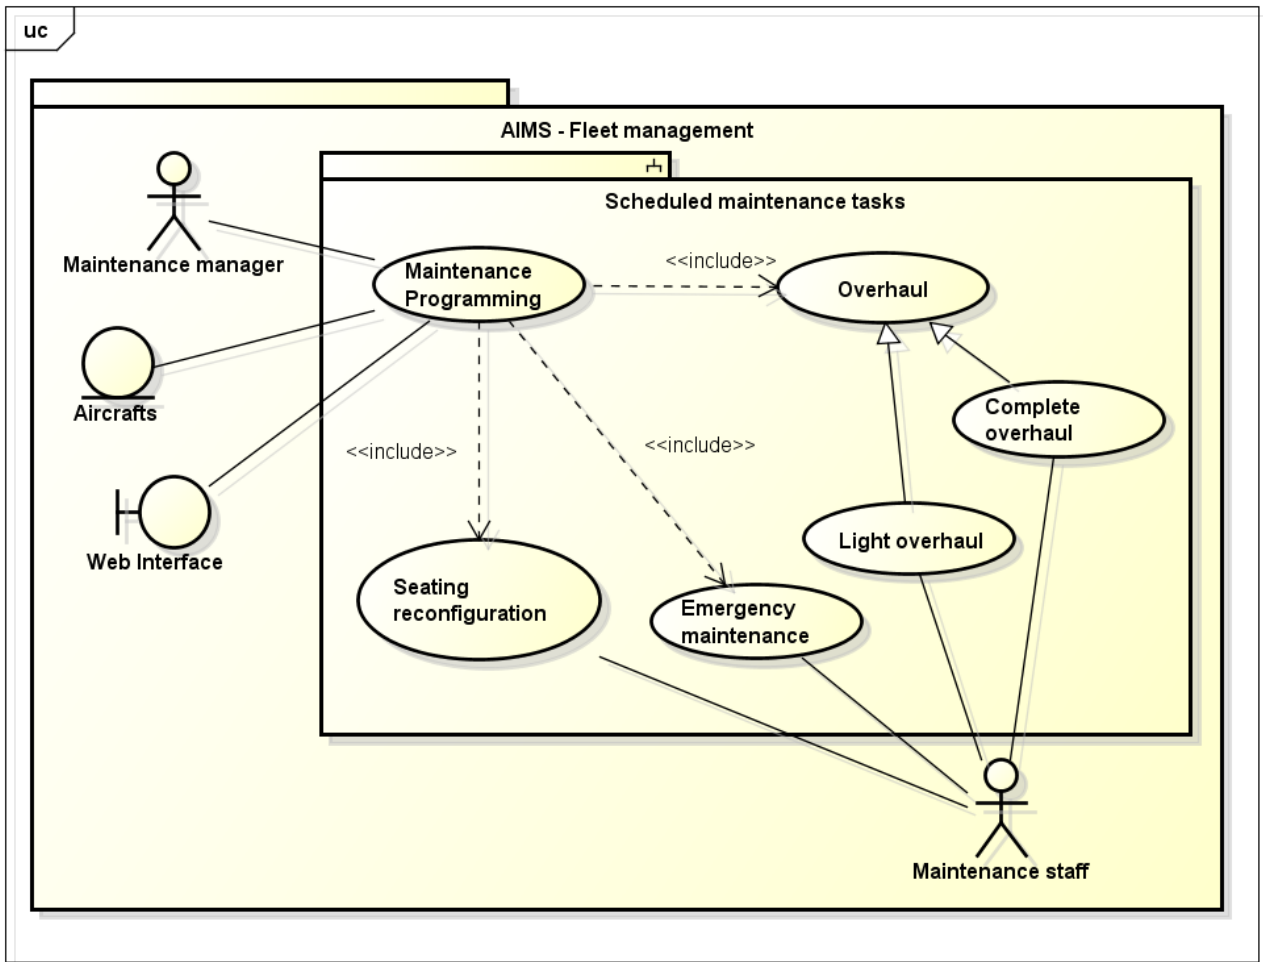 uc
AIMS - Fleet management
Scheduled maintenance tasks
Maintenance manager
Maintenance
Programming
<<include>>
Overhaul
Aircrafts
Complete
overhaul
<<include>>
<<include>>
Web Interface
Light overhaul
Seating
reconfiguration
Emergency
maintenance
Maintenance staff